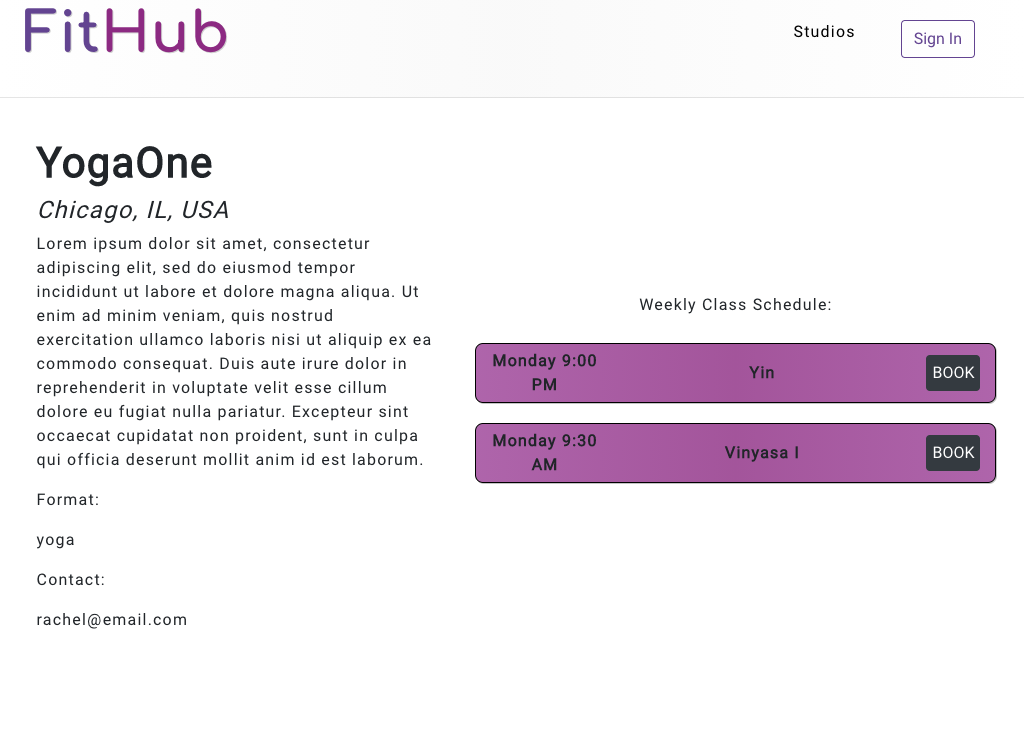 FitHub
Studios
Sign In
YogaOne
Chicago, IL, USA
Lorem ipsum dolor sit amet, consectetur
adipiscing elit, sed do eiusmod tempor
incididunt ut labore et dolore magna aliqua. Ut
enim ad minim veniam, quis nostrud
exercitation ullamco laboris nisi ut aliquip ex ea
commodo consequat. Duis aute irure dolor in
reprehenderit in voluptate velit esse cillum
dolore eu fugiat nulla pariatur. Excepteur sint
occaecat cupidatat non proident, sunt in culpa
qui officia deserunt mollit anim id est laborum.
Format:
yoga
Contact:
rachel@email.com
Weekly Class Schedule:
Monday 9:00
PM
Yin
BOOK
Monday 9:30
AM
Vinyasa I
BOOK